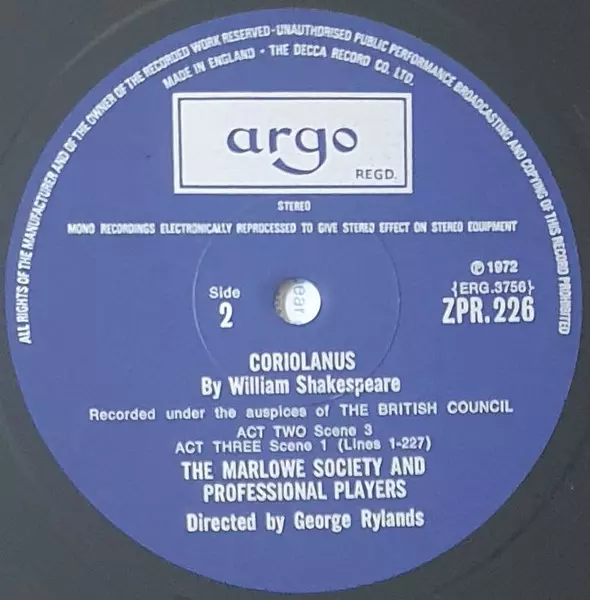 ALL RIGHTS OF THE MANUFACTURER AND OF THE OWNER OF THE RECORDED WORK RESERVED-UNAUTHORISED PUBLIC PERFORMANCE BROADCASTING AND COPYING OF THIS RECORD PROHIBITED
MADE IN ENGLAND - THE DECCA RECORD CO. LTD.
argo
REGD.
STEREO
MONO RECORDINGS ELECTRONICALLY REPROCESSED TO GIVE STEREO EFFECT ON STEREO EQUIPMENT
℗ 1972
{ERG.3756}
Side
2
ZPR.226
CORIOLANUS
By William Shakespeare
Recorded under the auspices of THE BRITISH COUNCIL
ACT TWO Scene 3
ACT THREE Scene 1 (Lines 1-227)
THE MARLOWE SOCIETY AND
PROFESSIONAL PLAYERS
Directed by George Rylands